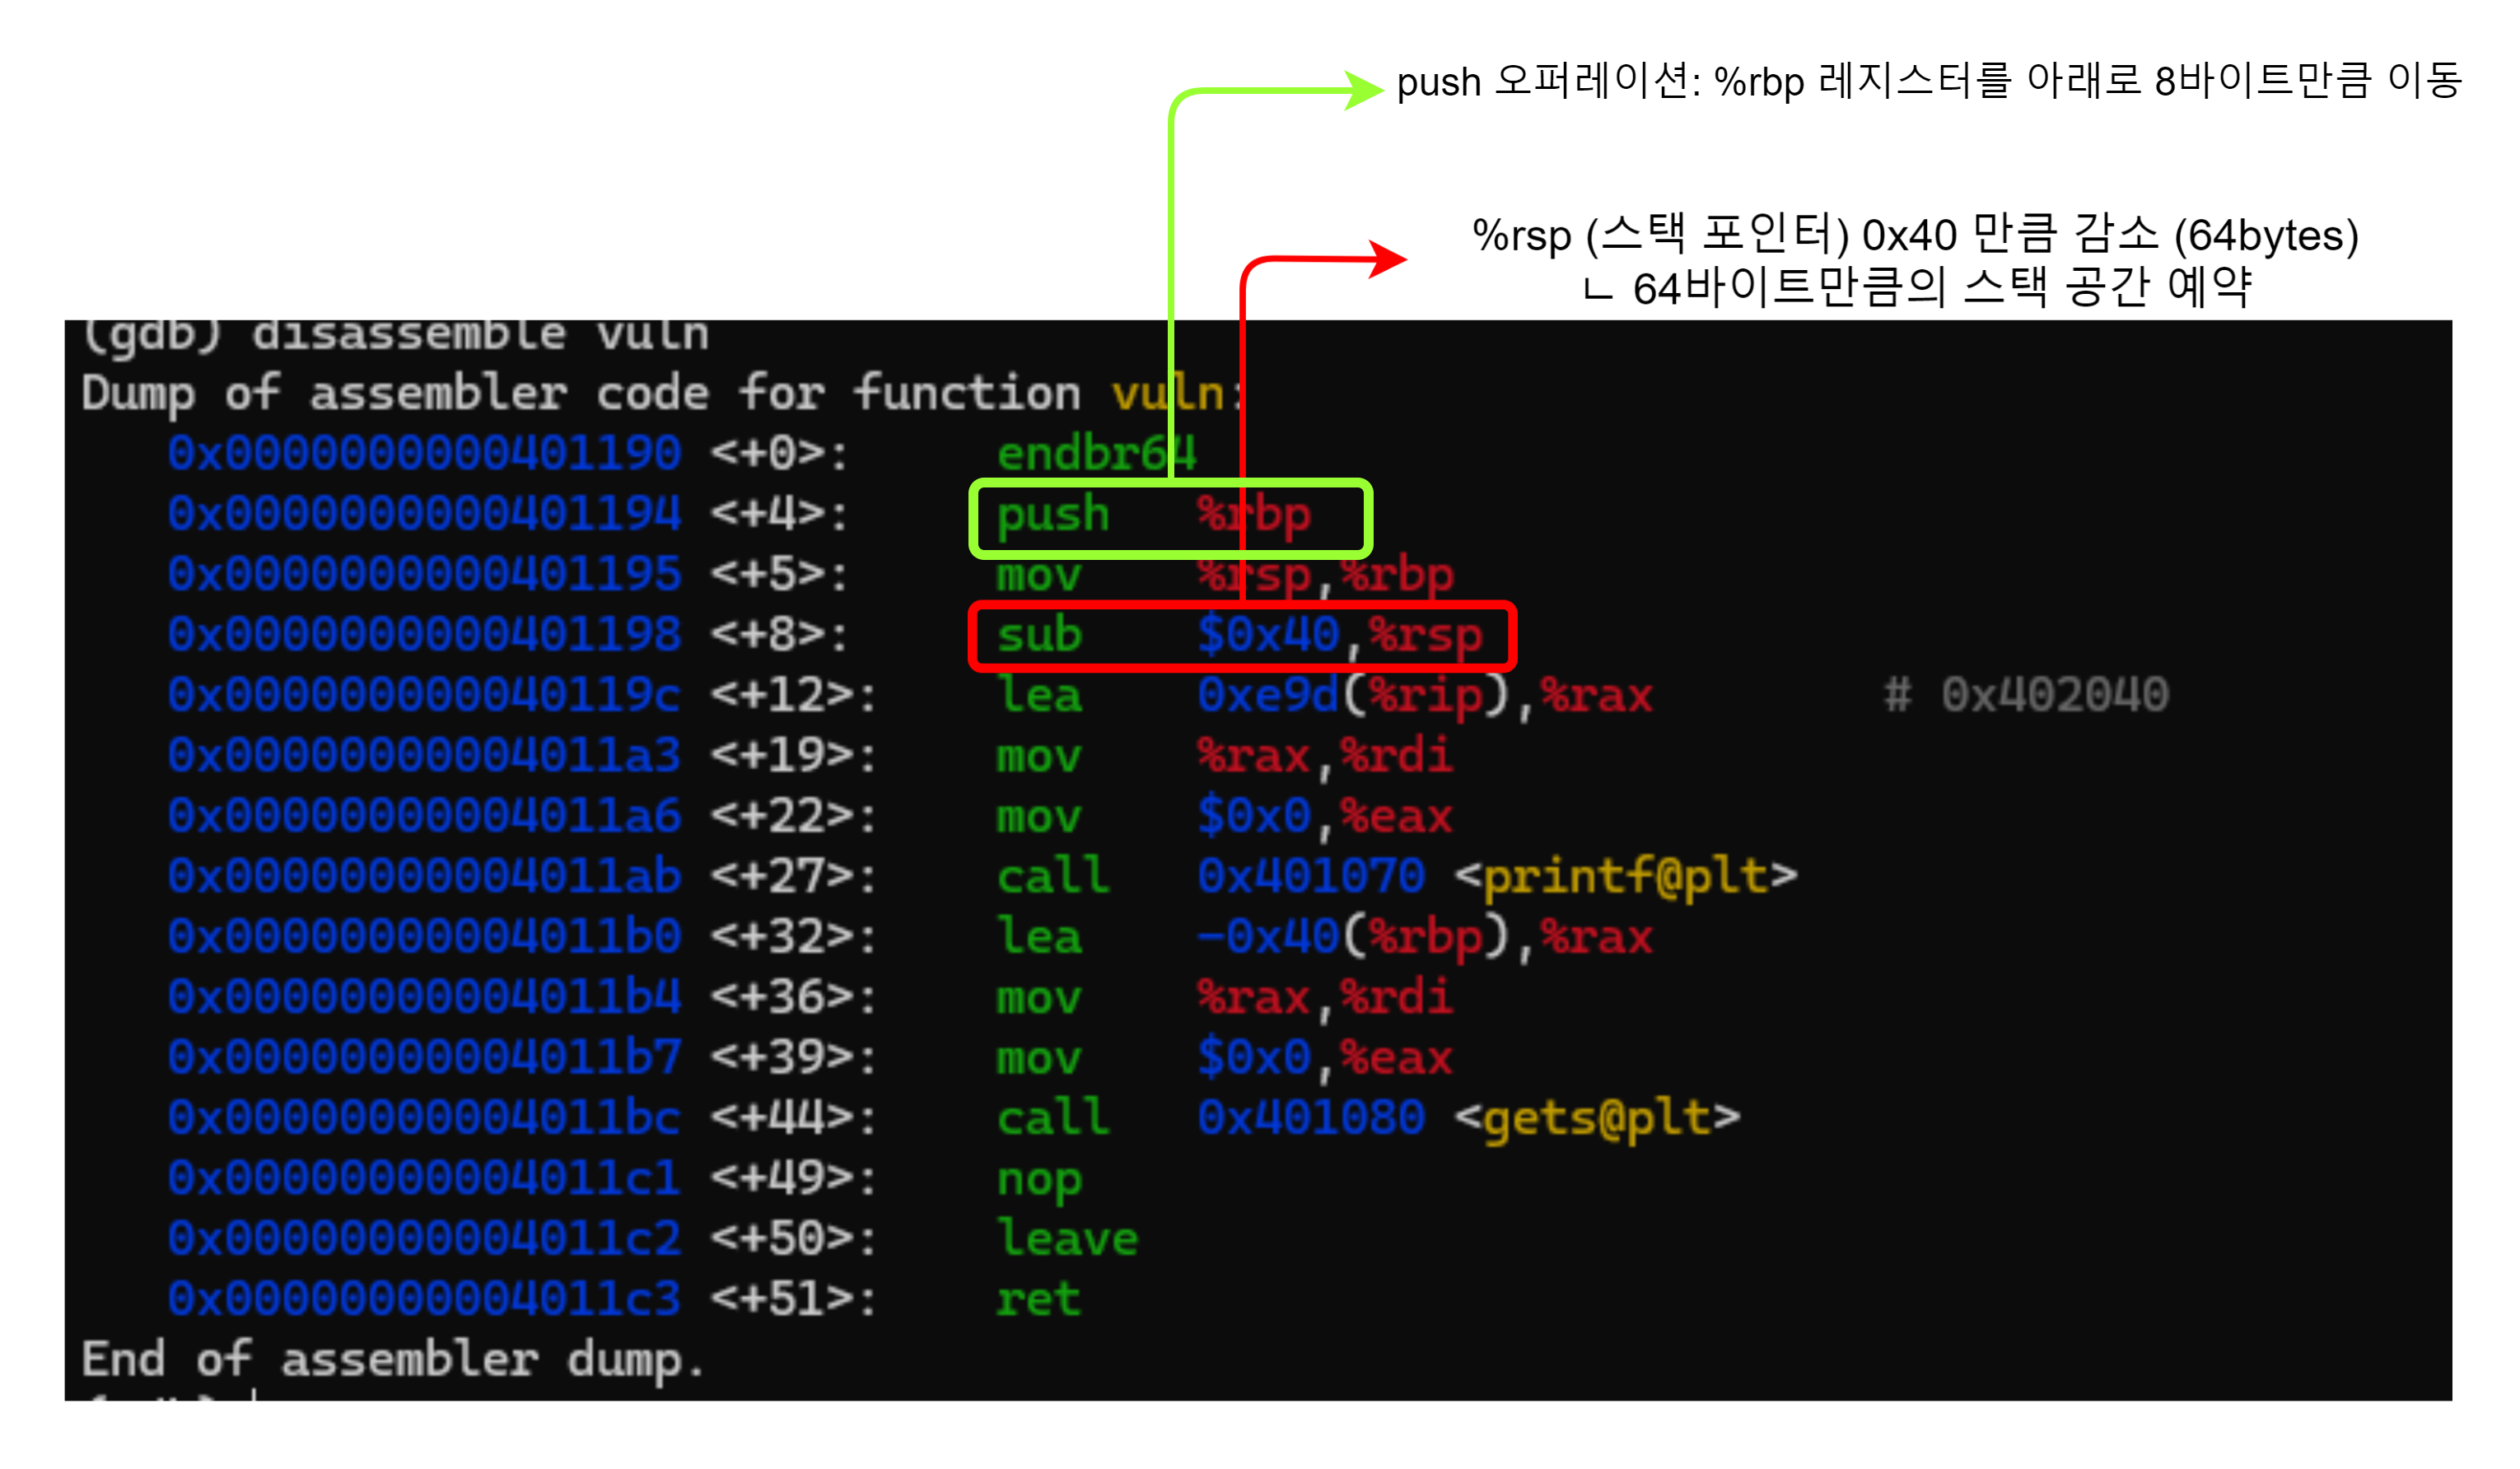 push 오퍼레이션: %rbp 레지스터를 아래로 8바이트만큼 이동
%rsp (스택 포인터) 0x40 만큼 감소 (64bytes)
ㄴ 64바이트만큼의 스택 공간 예약
(gdb) disassemble vuln
Dump of assembler code for function vuln:
0x0000000000401190 <+0>: endbr64
0x0000000000401194 <+4>: push %rbp
0x0000000000401195 <+5>: mov %rsp,%rbp
0x0000000000401198 <+8>: sub $0x40,%rsp
0x000000000040119c <+12>: lea 0xe9d(%rip),%rax # 0x402040
0x00000000004011a3 <+19>: mov %rax,%rdi
0x00000000004011a6 <+22>: mov $0x0,%eax
0x00000000004011ab <+27>: call 0x401070 <printf@plt>
0x00000000004011b0 <+32>: lea -0x40(%rbp),%rax
0x00000000004011b4 <+36>: mov %rax,%rdi
0x00000000004011b7 <+39>: mov $0x0,%eax
0x00000000004011bc <+44>: call 0x401080 <gets@plt>
0x00000000004011c1 <+49>: nop
0x00000000004011c2 <+50>: leave
0x00000000004011c3 <+51>: ret
End of assembler dump.